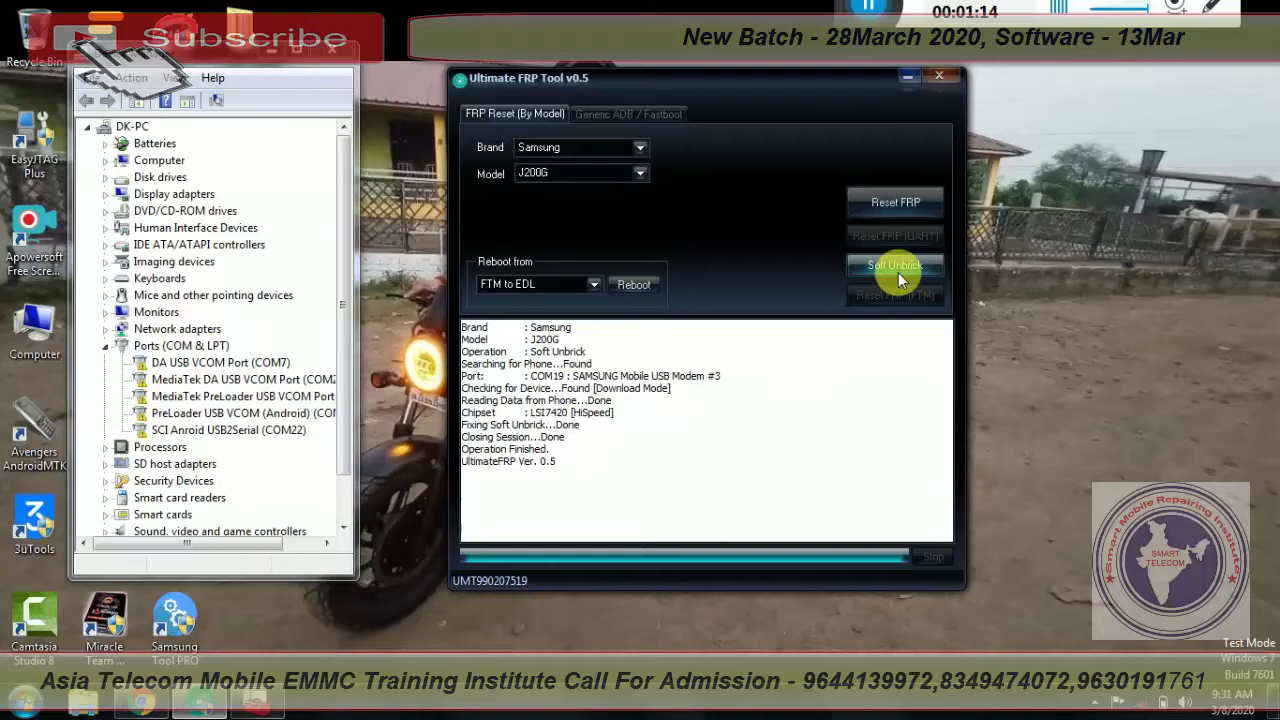 00:01:14
Subscribe
New Batch - 28March 2020, Software - 13Mar
Recycle Bin
EasyJTAG
Plus
Apowersoft
Free Scre...
Computer
Avengers
AndroidMTK
3uTools
Camtasia
Studio 8
Miracle
Team ...
Samsung
Tool PRO
Action
Help
DK-PC
Batteries
Computer
Disk drives
Display adapters
DVD/CD-ROM drives
Human Interface Devices
IDE ATA/ATAPI controllers
Imaging devices
Keyboards
Mice and other pointing devices
Monitors
Network adapters
Ports (COM & LPT)
DA USB VCOM Port (COM7)
MediaTek DA USB VCOM Port (COM2
MediaTek PreLoader USB VCOM Port
PreLoader USB VCOM (Android) (COM
SCI Anroid USB2Serial (COM22)
Processors
SD host adapters
Security Devices
Smart card readers
Smart cards
Sound, video and game controllers
Ultimate FRP Tool v0.5
FRP Reset (By Model)
Generic ADB / Fastboot
Brand
Samsung
Model
J200G
Reset FRP
Reset FRP (UART)
Soft Unbrick
Reset FRP (FTM)
Reboot from
FTM to EDL
Reboot
Brand : Samsung
Model : J200G
Operation : Soft Unbrick
Searching for Phone...Found
Port: : COM19 : SAMSUNG Mobile USB Modem #3
Checking for Device...Found [Download Mode]
Reading Data from Phone...Done
Chipset : LSI7420 [HiSpeed]
Fixing Soft Unbrick...Done
Closing Session...Done
Operation Finished.
UltimateFRP Ver. 0.5
Stop
UMT990207519
Smart Mobile Repairing Institute
SMART
TELECOM
Test Mode
Windows 7
Build 7601
Asia Telecom Mobile EMMC Training Institute Call For Admission - 9644139972,8349474072,9630191761
9:31 AM
3/8/2020